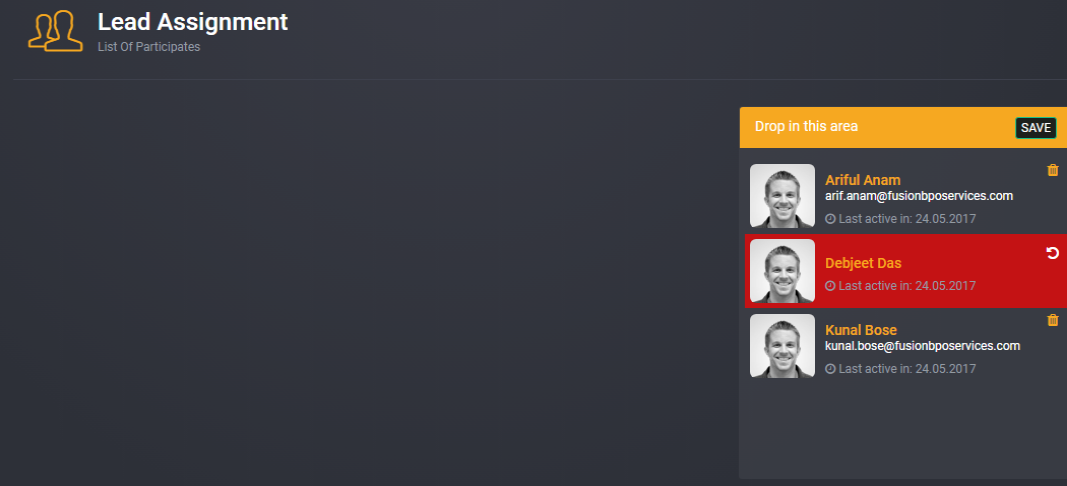 Lead Assignment
List Of Participates
Drop in this area
SAVE
Ariful Anam
arif.anam@fusionbposervices.com
Last active in: 24.05.2017
Debjeet Das
Last active in: 24.05.2017
Kunal Bose
kunal.bose@fusionbposervices.com
Last active in: 24.05.2017